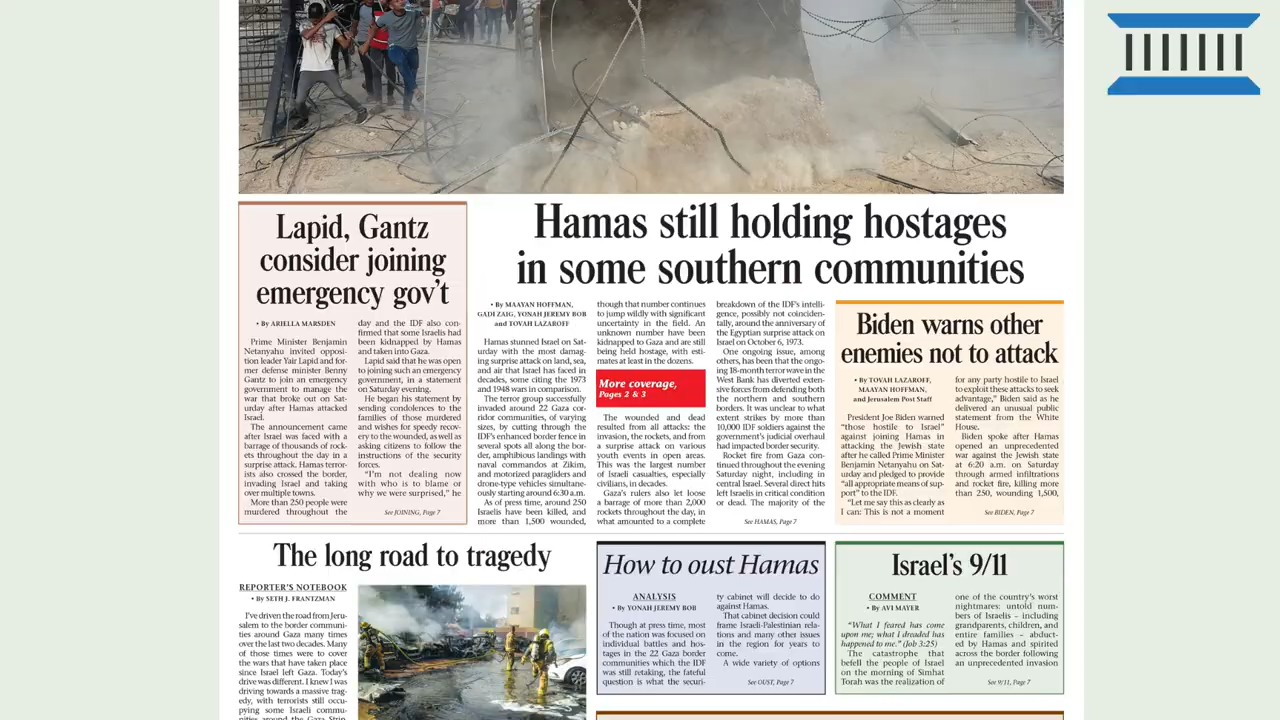 Lapid, Gantz
consider joining
emergency gov't
• By ARIELLA MARSDEN
Prime Minister Benjamin
Netanyahu invited opposi-
tion leader Yair Lapid and for-
mer defense minister Benny
Gantz to join an emergency
government to manage the
war that broke out on Sat-
urday after Hamas attacked
Israel.
The announcement came
after Israel was faced with a
barrage of thousands of rock-
ets throughout the day in a
surprise attack. Hamas terror-
ists also crossed the border,
invading Israel and taking
over multiple towns.
More than 250 people were
murdered throughout the
day and the IDF also con-
firmed that some Israelis had
been kidnapped by Hamas
and taken into Gaza.
Lapid said that he was open
to joining such an emergency
government, in a statement
on Saturday evening.
He began his statement by
sending condolences to the
families of those murdered
and wishes for speedy recov-
ery to the wounded, as well as
asking citizens to follow the
instructions of the security
forces.
"I'm not dealing now
with who is to blame or
why we were surprised," he
See JOINING, Page 7
Hamas still holding hostages
in some southern communities
• By MAAYAN HOFFMAN,
GADI ZAIG, YONAH JEREMY BOB
and TOVAH LAZAROFF
Hamas stunned Israel on Sat-
urday with the most damag-
ing surprise attack on land, sea,
and air that Israel has faced in
decades, some citing the 1973
and 1948 wars in comparison.
The terror group successfully
invaded around 22 Gaza cor-
ridor communities, of varying
sizes, by cutting through the
IDF's enhanced border fence in
several spots all along the bor-
der, amphibious landings with
naval commandos at Zikim,
and motorized paragliders and
drone-type vehicles simultane-
ously starting around 6:30 a.m.
As of press time, around 250
Israelis have been killed, and
more than 1,500 wounded,
though that number continues
to jump wildly with significant
uncertainty in the field. An
unknown number have been
kidnapped to Gaza and are still
being held hostage, with esti-
mates at least in the dozens.
More coverage,
Pages 2 & 3
The wounded and dead
resulted from all attacks: the
invasion, the rockets, and from
a surprise attack on various
youth events in open areas.
This was the largest number
of Israeli casualties, especially
civilians, in decades.
Gaza's rulers also let loose
a barrage of more than 2,000
rockets throughout the day, in
what amounted to a complete
breakdown of the IDF's intelli-
gence, possibly not coinciden-
tally, around the anniversary of
the Egyptian surprise attack on
Israel on October 6, 1973.
One ongoing issue, among
others, has been that the ongo-
ing 18-month terror wave in the
West Bank has diverted exten-
sive forces from defending both
the northern and southern
borders. It was unclear to what
extent strikes by more than
10,000 IDF soldiers against the
government's judicial overhaul
had impacted border security.
Rocket fire from Gaza con-
tinued throughout the evening
Saturday night, including in
central Israel. Several direct hits
left Israelis in critical condition
or dead. The majority of the
See HAMAS, Page 7
Biden warns other
enemies not to attack
• By TOVAH LAZAROFF,
MAAYAN HOFFMAN,
and Jerusalem Post Staff
President Joe Biden warned
"those hostile to Israel"
against joining Hamas in
attacking the Jewish state
after he called Prime Minister
Benjamin Netanyahu on Sat-
urday and pledged to provide
"all appropriate means of sup-
port" to the IDF.
"Let me say this as clearly as
I can: This is not a moment
for any party hostile to Israel
to exploit these attacks to seek
advantage," Biden said as he
delivered an unusual public
statement from the White
House.
Biden spoke after Hamas
opened an unprecedented
war against the Jewish state
at 6:20 a.m. on Saturday
through armed infiltrations
and rocket fire, killing more
than 250, wounding 1,500,
See BIDEN, Page 7
The long road to tragedy
REPORTER'S NOTEBOOK
• By SETH J. FRANTZMAN
I've driven the road from Jeru-
salem to the border communi-
ties around Gaza many times
over the last two decades. Many
of those times were to cover
the wars that have taken place
since Israel left Gaza. Today's
drive was different. I knew I was
driving towards a massive trag-
edy, with terrorists still occu-
pying some Israeli commu-
nities around the Gaza Strip.
How to oust Hamas
ANALYSIS
• By YONAH JEREMY BOB
Though at press time, most
of the nation was focused on
individual battles and hos-
tages in the 22 Gaza border
communities which the IDF
was still retaking, the fateful
question is what the securi-
ty cabinet will decide to do
against Hamas.
That cabinet decision could
frame Israeli-Palestinian rela-
tions and many other issues
in the region for years to
come.
A wide variety of options
See OUST, Page 7
Israel's 9/11
COMMENT
• By AVI MAYER
"What I feared has come
upon me; what I dreaded has
happened to me." (Job 3:25)
The catastrophe that
befell the people of Israel
on the morning of Simhat
Torah was the realization of
one of the country's worst
nightmares: untold num-
bers of Israelis – including
grandparents, children, and
entire families – abduct-
ed by Hamas and spirited
across the border following
an unprecedented invasion
See 9/11, Page 7